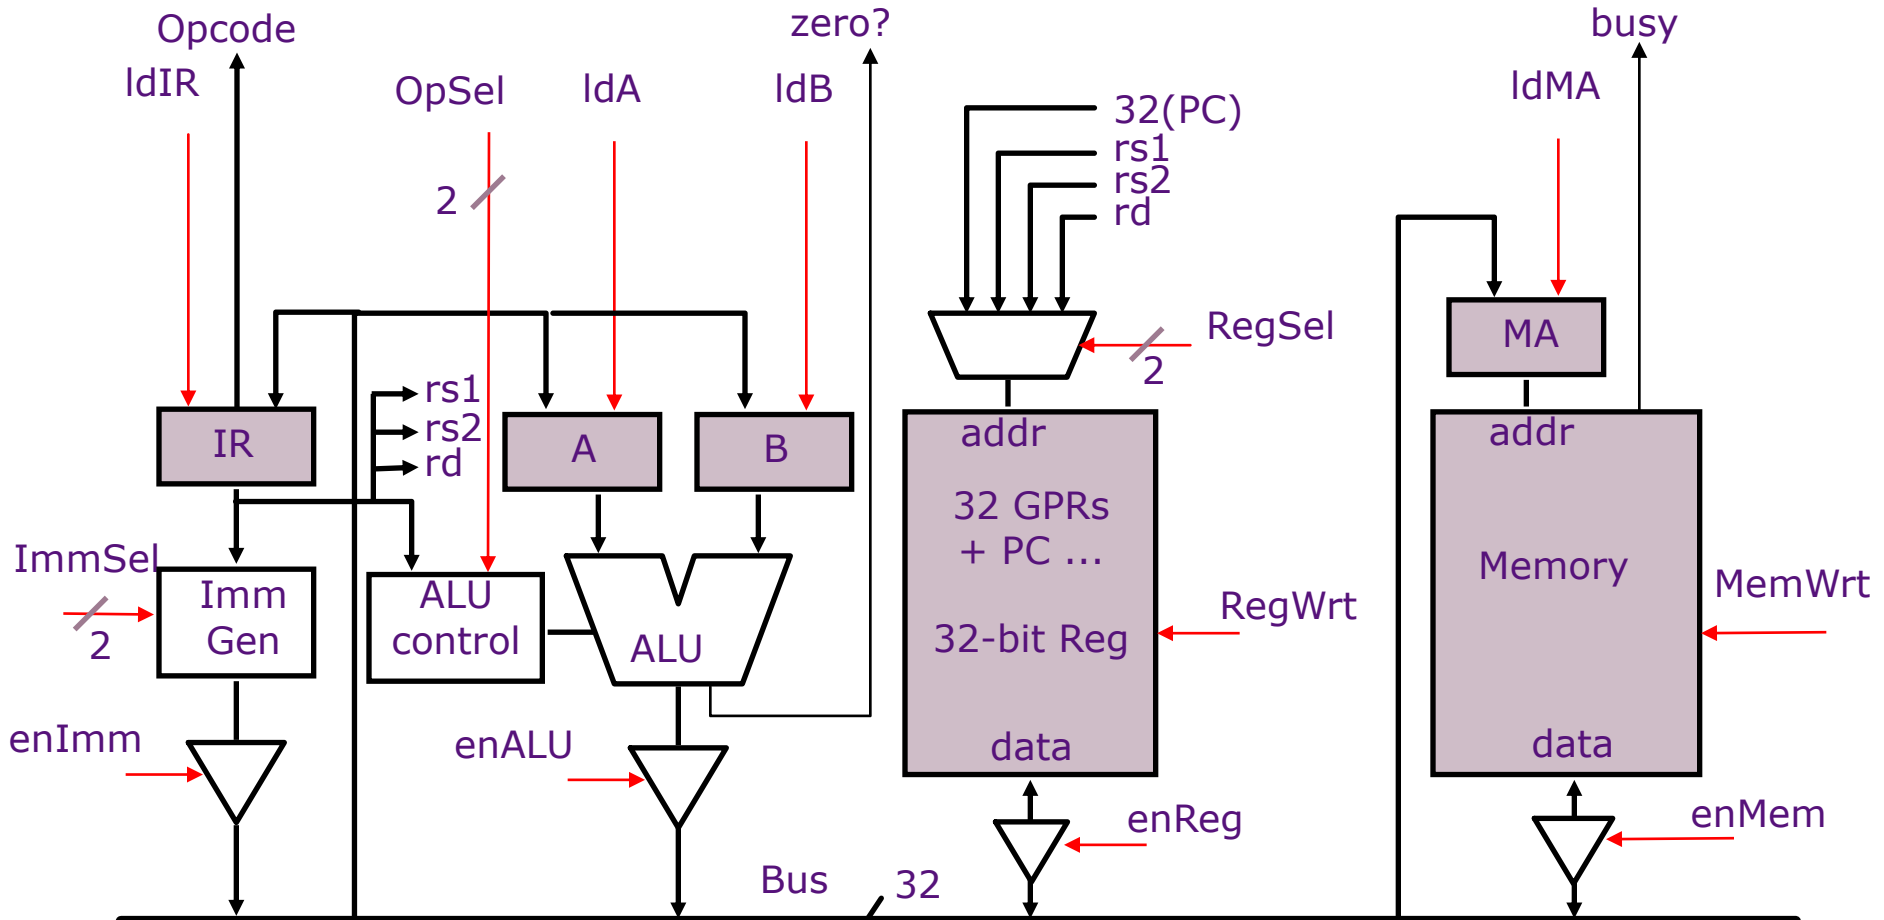 Opcode
zero?
busy
ldIR
OpSel
ldA
ldB
ldMA
32(PC)
rs1
rs2
rd
2
RegSel
2
MA
rs1
rs2
rd
IR
A
B
addr
addr
32 GPRs
+ PC ...
32-bit Reg
data
Memory
data
ImmSel
2
Imm
Gen
ALU
control
ALU
RegWrt
MemWrt
enImm
enALU
enReg
enMem
Bus
32